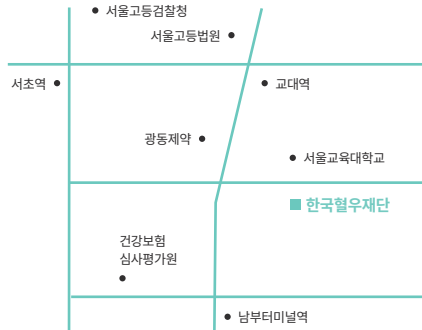 서울고등검찰청
서울고등법원
서초역
교대역
광동제약
서울교육대학교
한국혈우재단
건강보험
심사평가원
남부터미널역